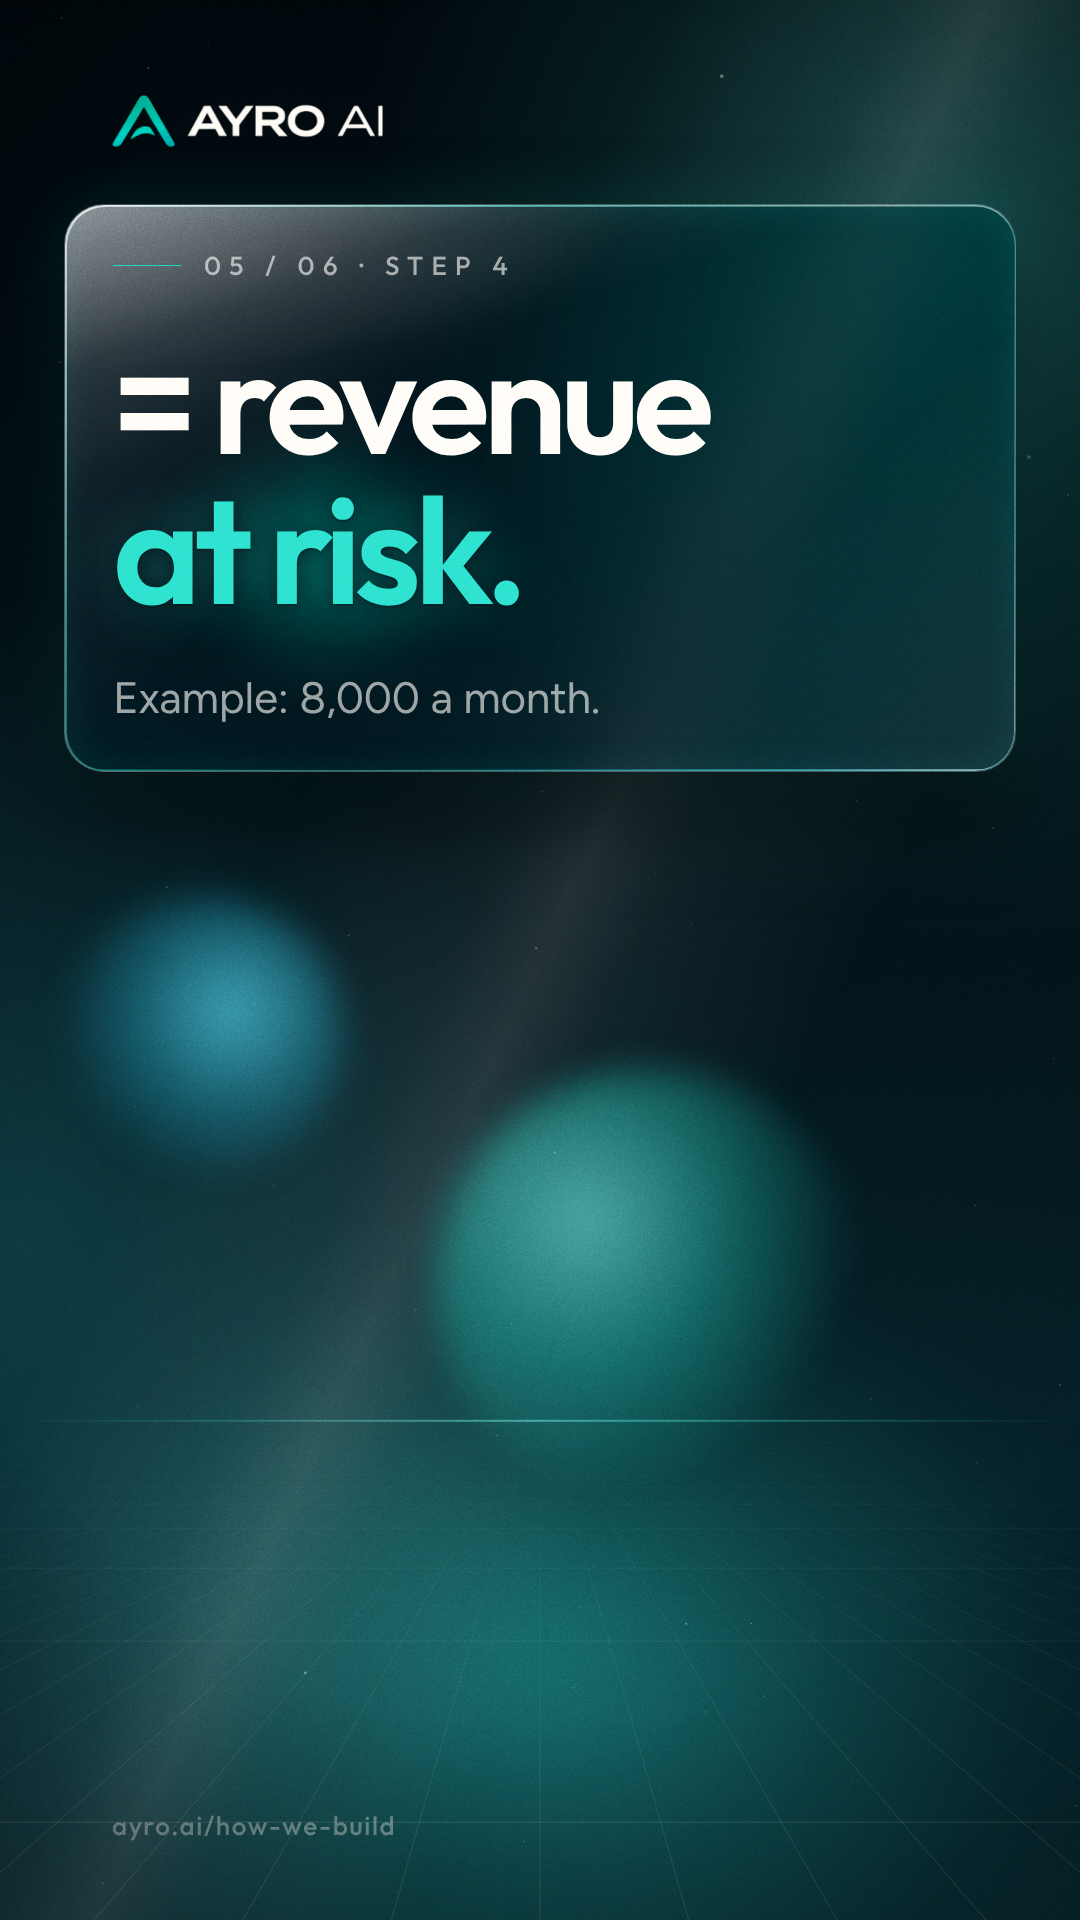 AYRO AI
05 / 06 · STEP 4
= revenue
at risk.
Example: 8,000 a month.
ayro.ai/how-we-build